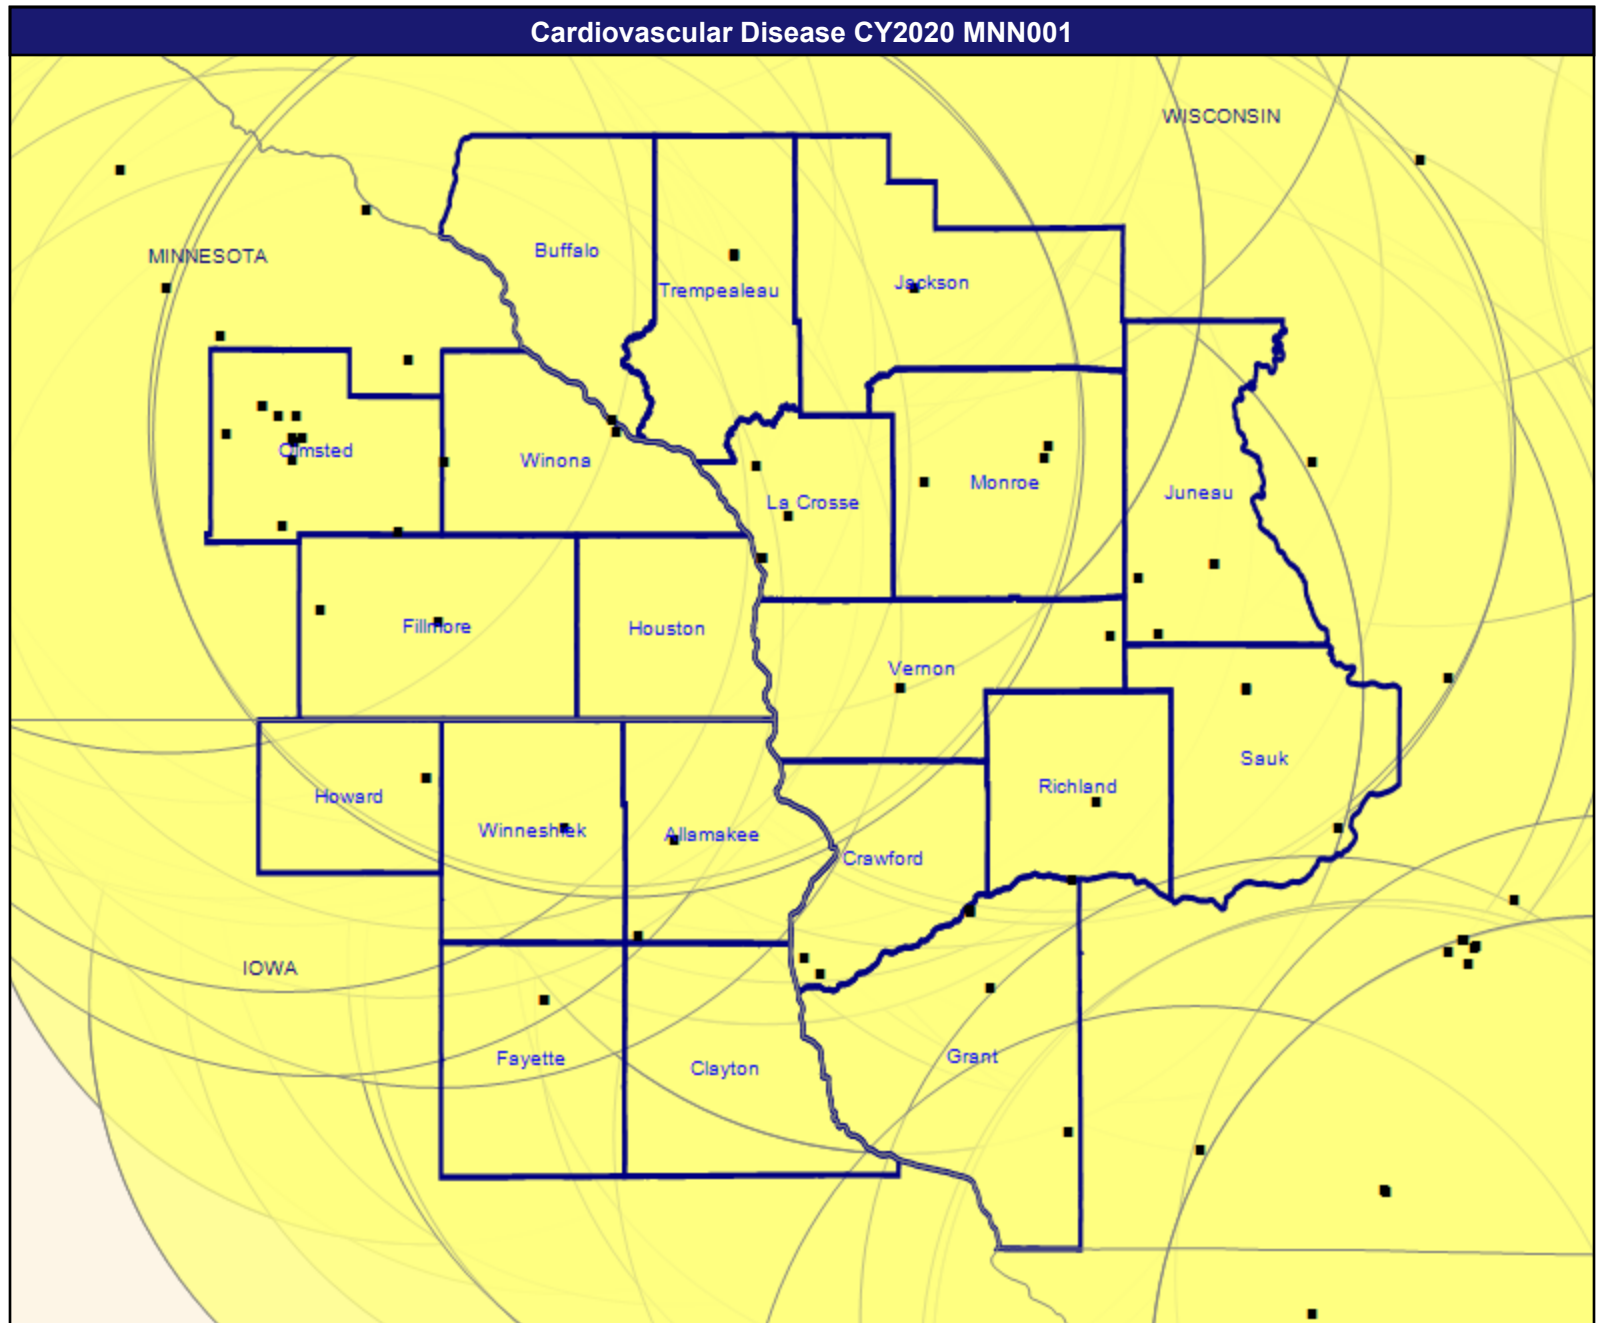 Cardiovascular Disease CY2020 MNN001
WISCONSIN
MINNESOTA
Buffalo
Trempealeau
Jackson
Olmsted
Winona
La Crosse
Monroe
Juneau
Fillmore
Houston
Vernon
Sauk
Richland
Howard
Winneshiek
Allamakee
Crawford
IOWA
Fayette
Clayton
Grant